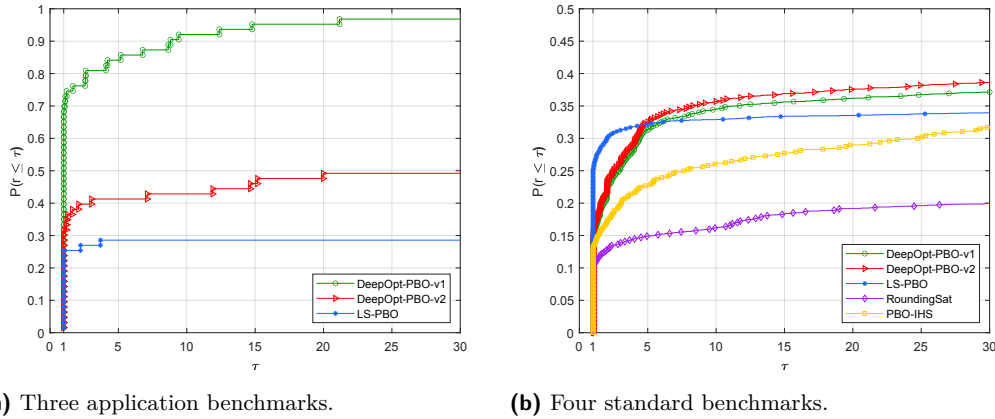 1
0.9
0.8
0.7
0.6
0.5
0.4
0.3
0.2
0.1
0
P(r ≤ τ)
0 1 5 10 15 20 25 30
τ
DeepOpt-PBO-v1
DeepOpt-PBO-v2
LS-PBO
0.5
0.45
0.4
0.35
0.3
0.25
0.2
0.15
0.1
0.05
0
P(r ≤ τ)
0 1 5 10 15 20 25 30
τ
DeepOpt-PBO-v1
DeepOpt-PBO-v2
LS-PBO
RoundingSat
PBO-IHS
) Three application benchmarks.
(b) Four standard benchmarks.